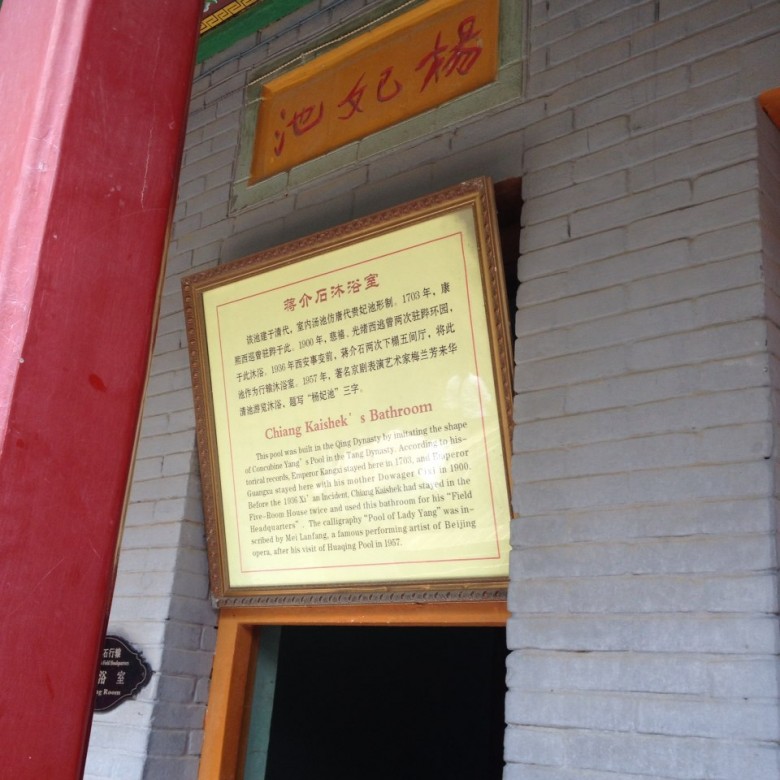 楊妃池
蒋介石沐浴室
该池建于清代，室内汤池仿唐代贵妃池形制。1703年，康
熙西巡曾驻跸于此。1900年，慈禧、光绪西逃曾两次驻跸环园，
于此沐浴。1936年西安事变前，蒋介石两次下榻五间厅，将此
池作为行辕沐浴室。1957年，著名京剧表演艺术家梅兰芳来华
清池游览沐浴，题写“杨妃池”三字。
Chiang Kaishek’s Bathroom
This pool was built in the Qing Dynasty by imitating the shape
of Concubine Yang’s Pool in the Tang Dynasty. According to his-
torical records, Emperor Kangxi stayed here in 1703, and Emperor
Guangxu stayed here with his mother Dowager Cixi in 1900.
Before the 1936 Xi’an Incident, Chiang Kaishek had stayed in the
Five-Room House twice and used this bathroom for his “Field
Headquarters”. The calligraphy “Pool of Lady Yang” was in-
scribed by Mei Lanfang, a famous performing artist of Beijing
opera, after his visit of Huaqing Pool in 1957.
石行辕
Headquarters
浴室
ng Room